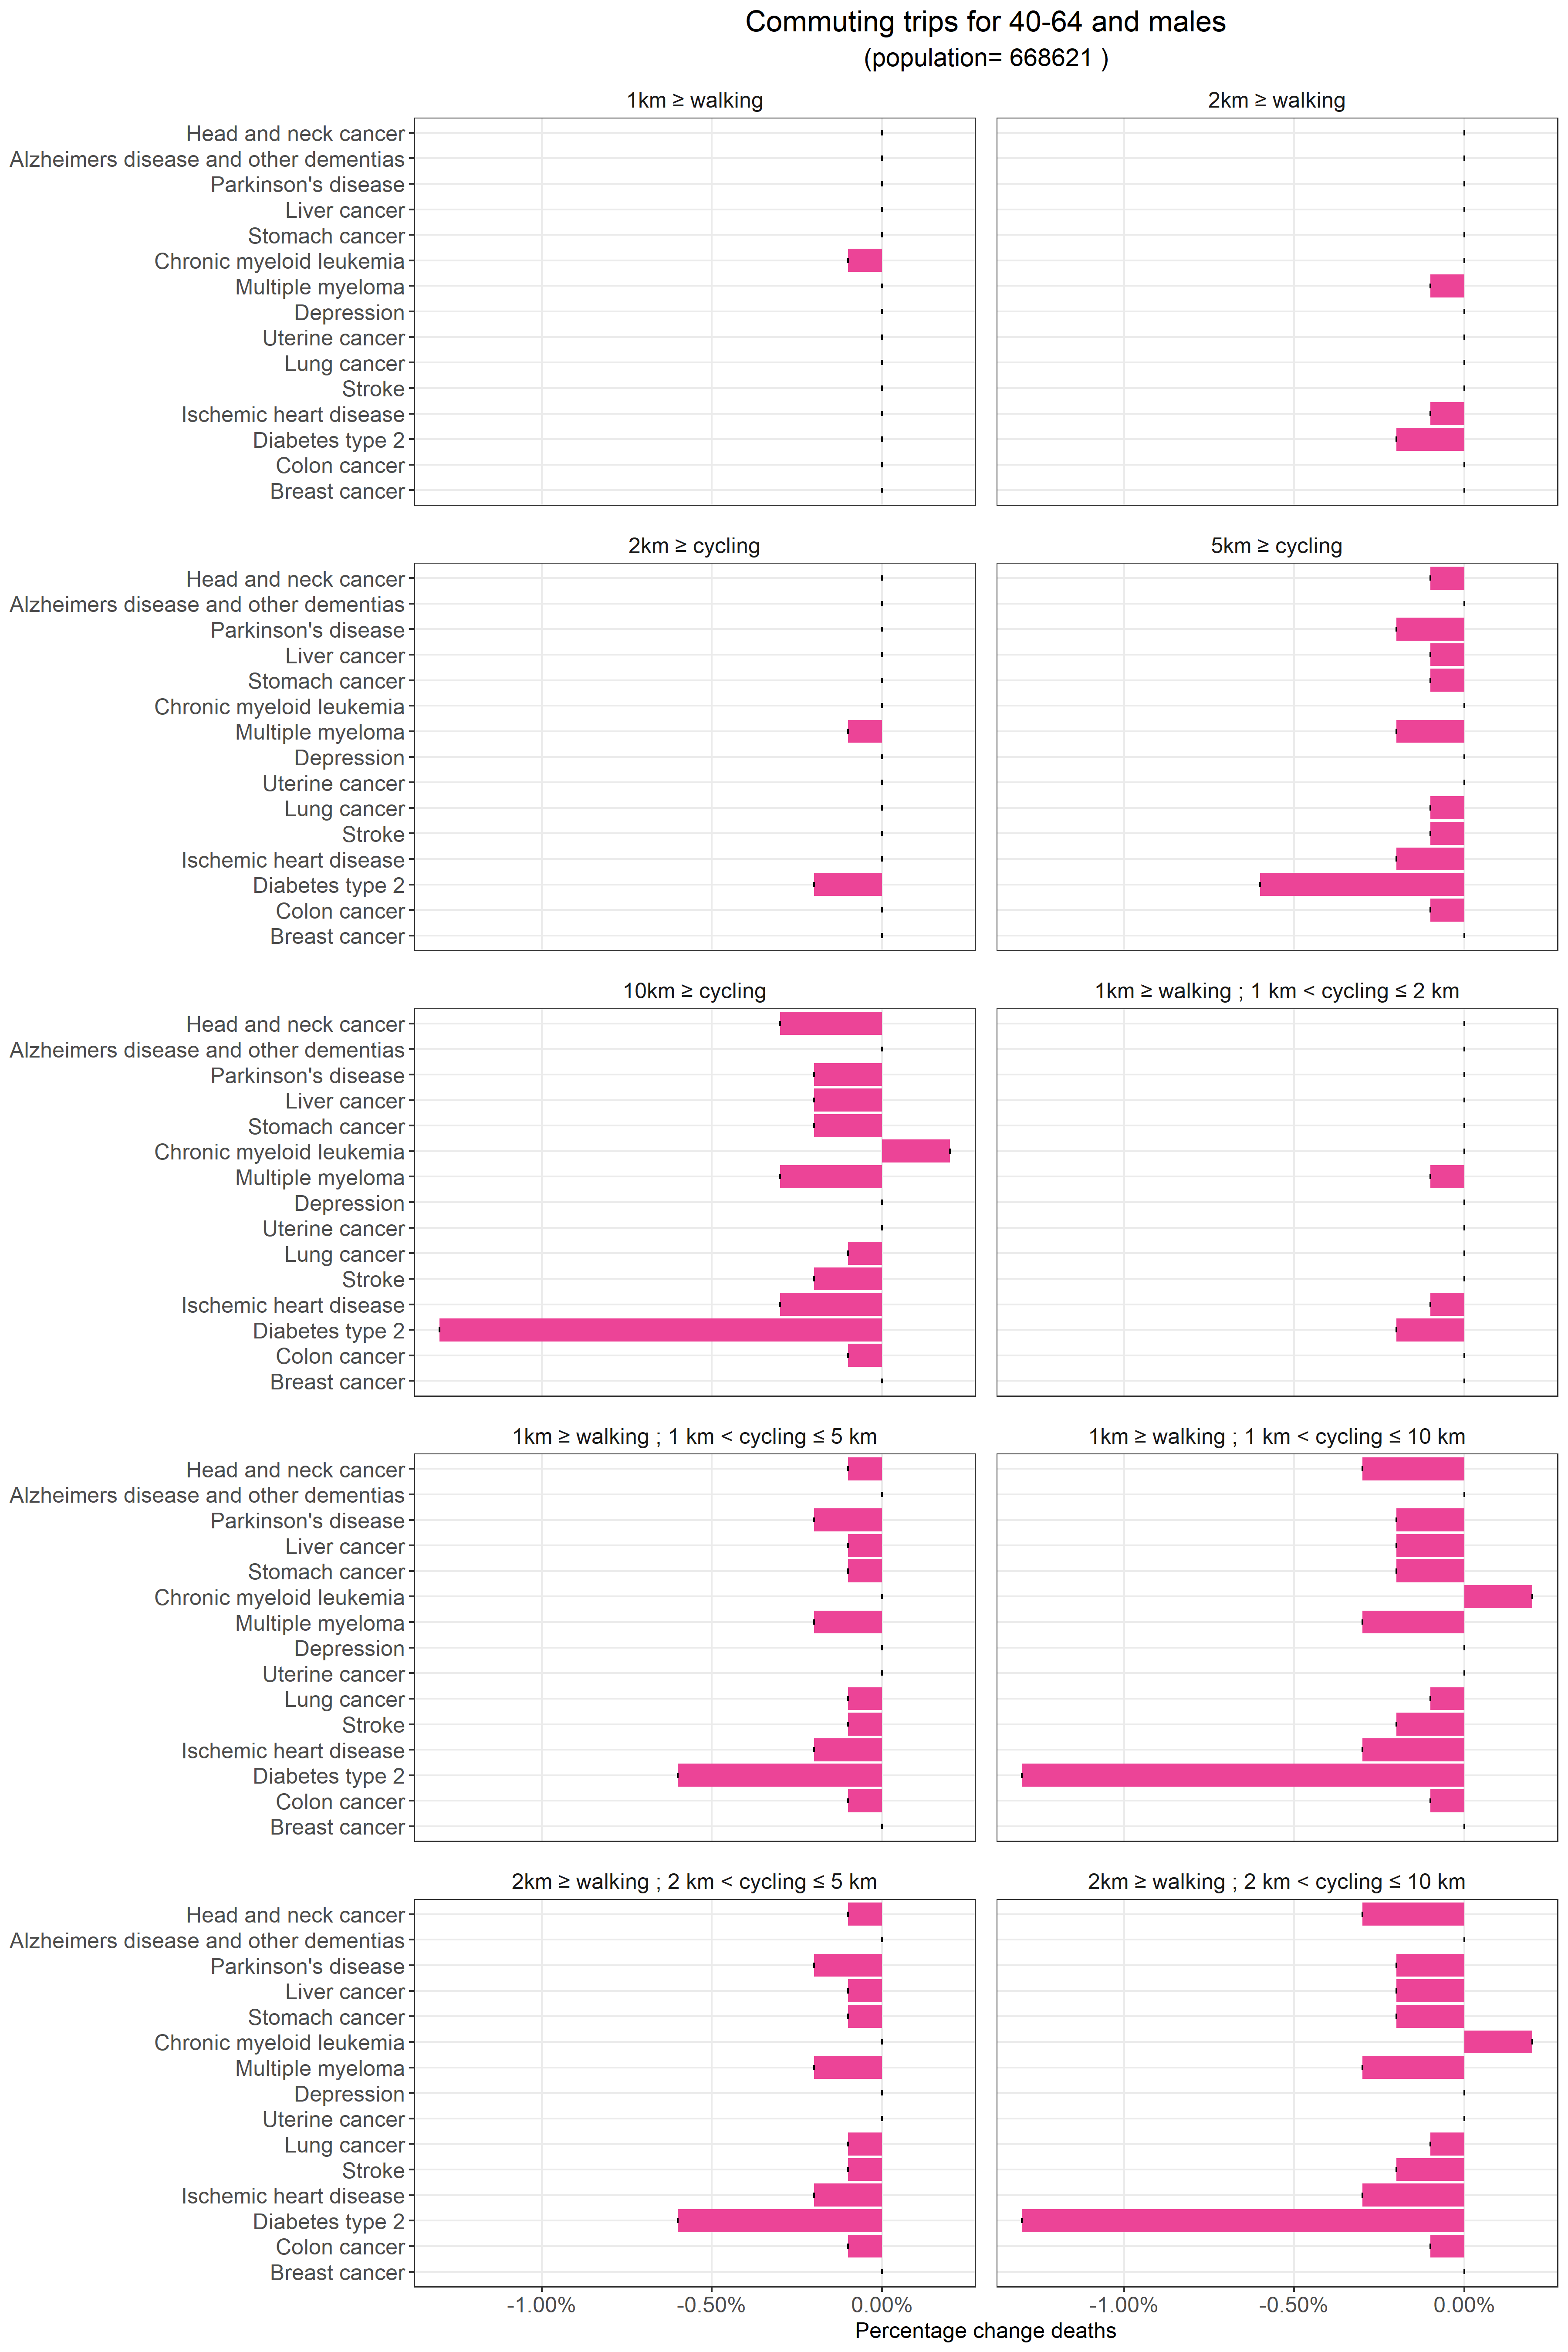 Commuting trips for 40-64 and males
(population= 668621 )
1km ≥ walking
2km ≥ walking
Head and neck cancer
Alzheimers disease and other dementias
Parkinson's disease
Liver cancer
Stomach cancer
Chronic myeloid leukemia
Multiple myeloma
Depression
Uterine cancer
Lung cancer
Stroke
Ischemic heart disease
Diabetes type 2
Colon cancer
Breast cancer
2km ≥ cycling
5km ≥ cycling
Head and neck cancer
Alzheimers disease and other dementias
Parkinson's disease
Liver cancer
Stomach cancer
Chronic myeloid leukemia
Multiple myeloma
Depression
Uterine cancer
Lung cancer
Stroke
Ischemic heart disease
Diabetes type 2
Colon cancer
Breast cancer
10km ≥ cycling
1km ≥ walking ; 1 km < cycling ≤ 2 km
Head and neck cancer
Alzheimers disease and other dementias
Parkinson's disease
Liver cancer
Stomach cancer
Chronic myeloid leukemia
Multiple myeloma
Depression
Uterine cancer
Lung cancer
Stroke
Ischemic heart disease
Diabetes type 2
Colon cancer
Breast cancer
1km ≥ walking ; 1 km < cycling ≤ 5 km
1km ≥ walking ; 1 km < cycling ≤ 10 km
Head and neck cancer
Alzheimers disease and other dementias
Parkinson's disease
Liver cancer
Stomach cancer
Chronic myeloid leukemia
Multiple myeloma
Depression
Uterine cancer
Lung cancer
Stroke
Ischemic heart disease
Diabetes type 2
Colon cancer
Breast cancer
2km ≥ walking ; 2 km < cycling ≤ 5 km
2km ≥ walking ; 2 km < cycling ≤ 10 km
Head and neck cancer
Alzheimers disease and other dementias
Parkinson's disease
Liver cancer
Stomach cancer
Chronic myeloid leukemia
Multiple myeloma
Depression
Uterine cancer
Lung cancer
Stroke
Ischemic heart disease
Diabetes type 2
Colon cancer
Breast cancer
-1.00% -0.50% 0.00% -1.00% -0.50% 0.00%
Percentage change deaths